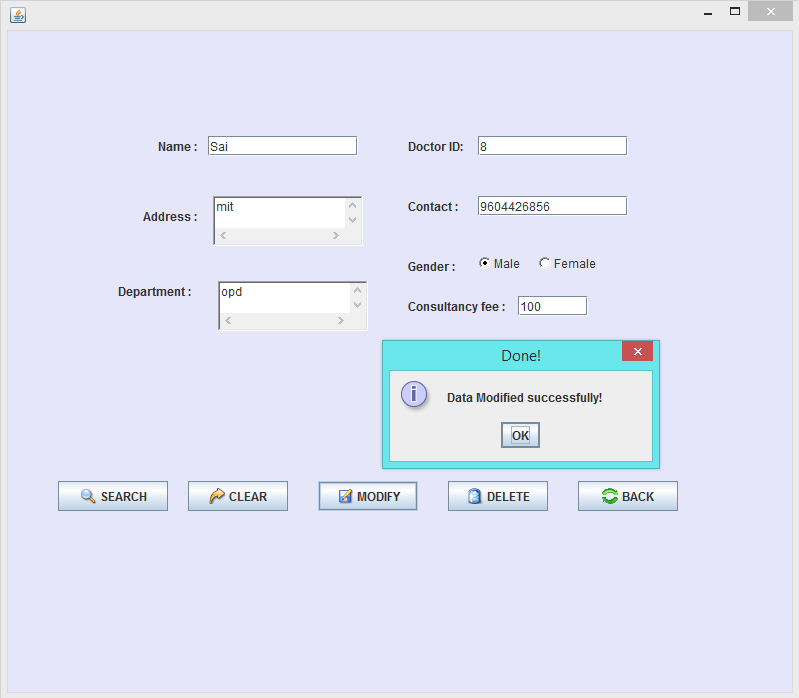 Name : Sai
Doctor ID: 8
Address : mit
Contact : 9604426856
Gender : Male Female
Department : opd
Consultancy fee : 100
Done!
i
Data Modified successfully!
OK
SEARCH CLEAR MODIFY DELETE BACK